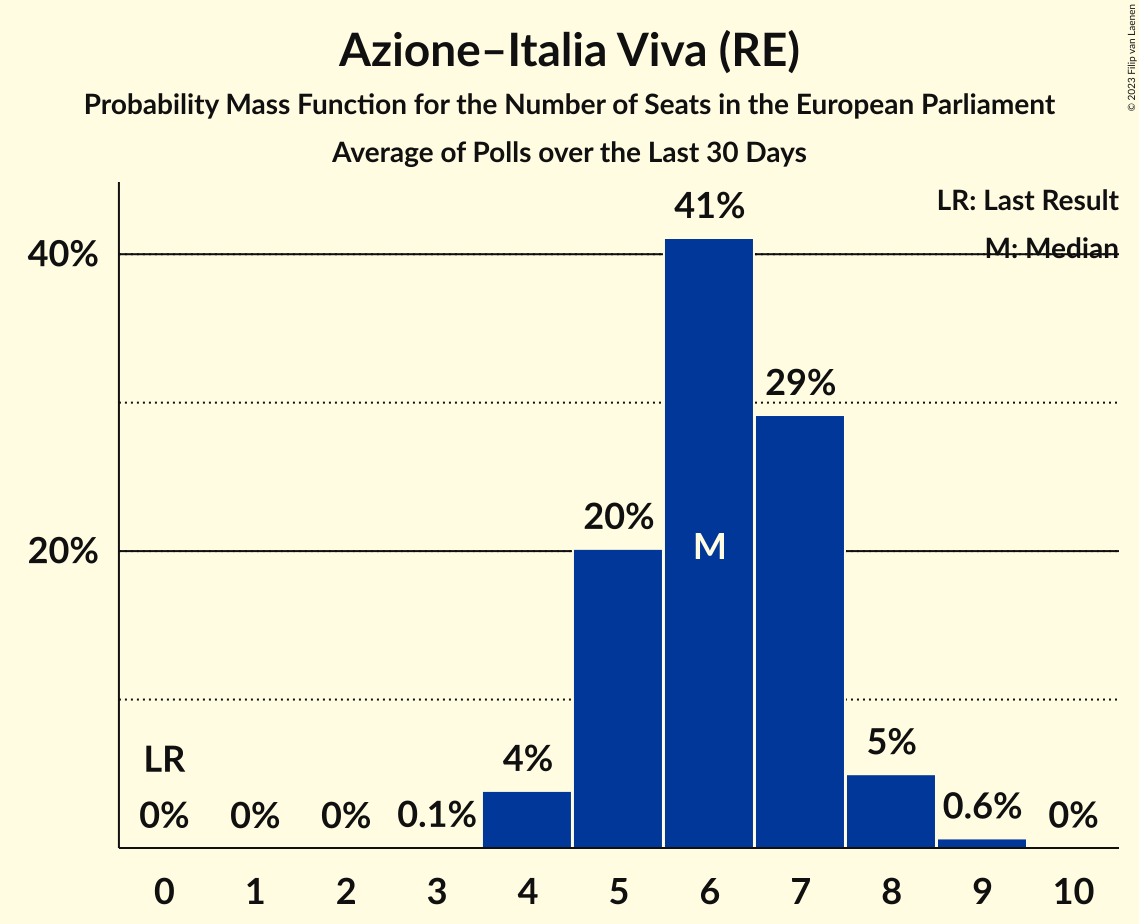 © 2023 Filip van Laenen
Azione–Italia Viva (RE)
Probability Mass Function for the Number of Seats in the European Parliament
Average of Polls over the Last 30 Days
LR: Last Result
M: Median
41%
40%
29%
20%
20%
M
LR
4%
5%
0%
0%
0%
0.1%
0.6%
0%
0 1 2 3 4 5 6 7 8 9 10